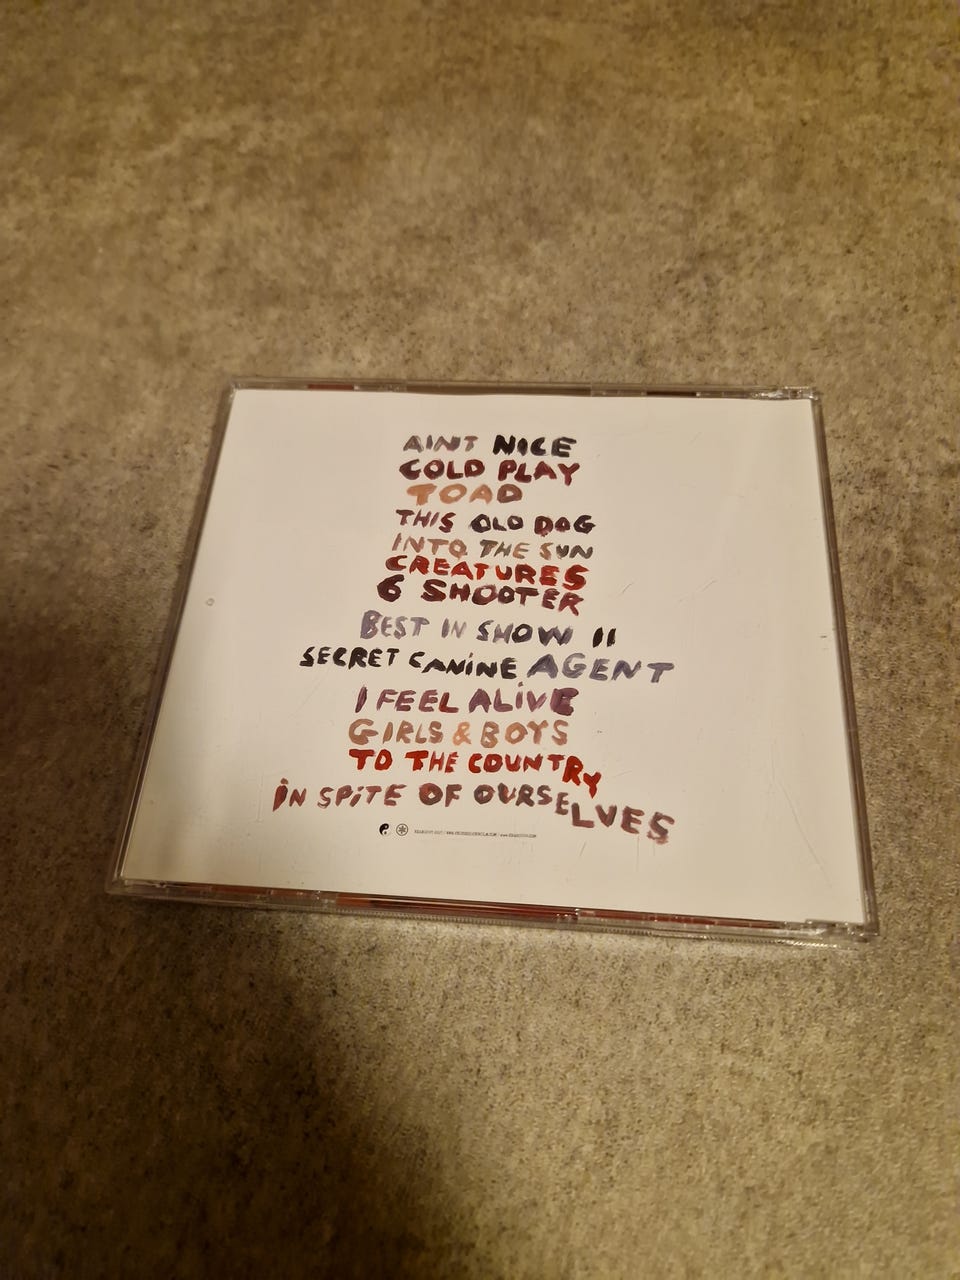 AINT NICE
COLD PLAY
TOAD
THIS OLD DOG
INTO THE SUN
CREATURES
6 SHOOTER
BEST IN SHOW II
SECRET CANINE AGENT
I FEEL ALIVE
GIRLS & BOYS
TO THE COUNTRY
IN SPITE OF OURSELVES